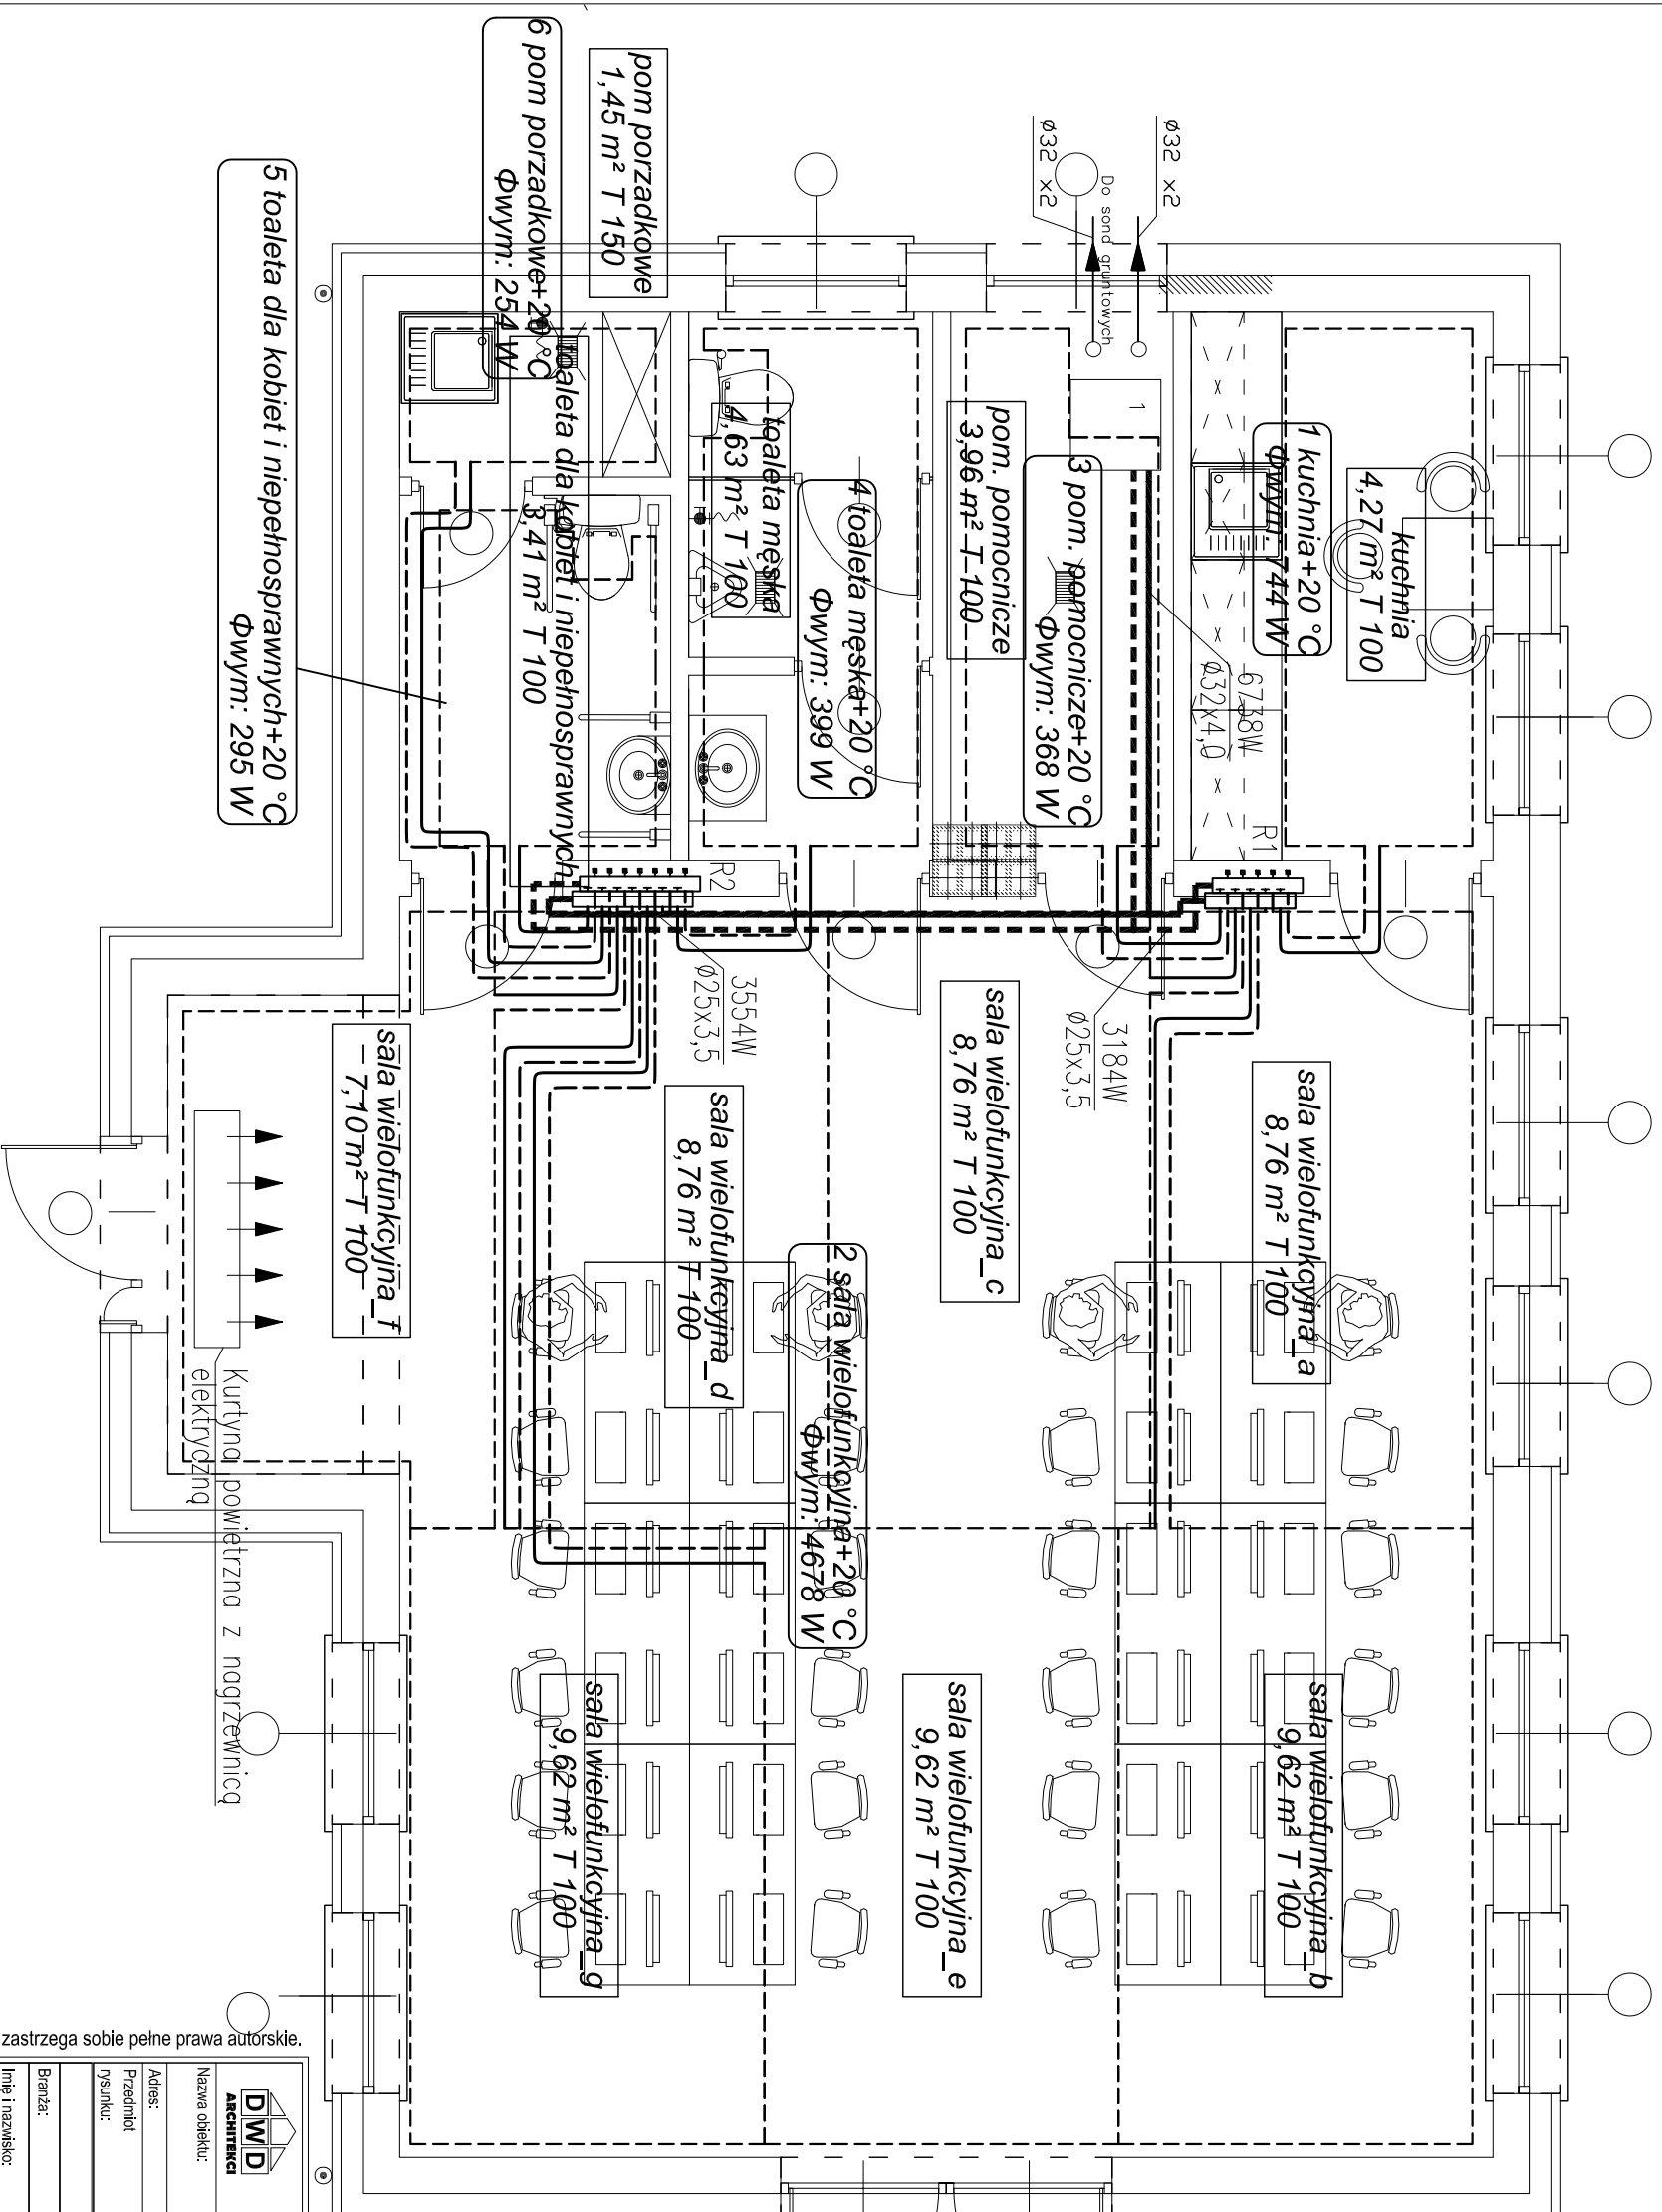 kuchnia
4,27 m² T 100
1 kuchnia+20 °C
Φwym: 744 W
R1
6738W
ø32x4,0
ø32 x2
Do sond gruntowych
ø32 x2
1
3 pom. pomocnicze+20 °C
Φwym: 368 W
pom. pomocnicze
3,96 m² T 100
4 toaleta męska+20 °C
Φwym: 399 W
toaleta męska
4,63 m² T 100
R2
pom porzadkowe
1,45 m² T 150
6 pom porzadkowe+20 °C
Φwym: 254 W
toaleta dla kobiet i niepełnosprawnych
3,41 m² T 100
5 toaleta dla kobiet i niepełnosprawnych+20 °C
Φwym: 295 W
sala wielofunkcyjna_a
8,76 m² T 100
3184W
ø25x3,5
sala wielofunkcyjna_c
8,76 m² T 100
3554W
ø25x3,5
sala wielofunkcyjna_d
8,76 m² T 100
2 sala wielofunkcyjna+20 °C
Φwym: 4678 W
sala wielofunkcyjna_f
7,10 m² T 100
Kurtyna powietrzna z nagrzewnicą
elektryczną
sala wielofunkcyjna_b
9,62 m² T 100
sala wielofunkcyjna_e
9,62 m² T 100
sala wielofunkcyjna_g
9,62 m² T 100
zastrzega sobie pełne prawa autorskie.
DWD
ARCHITEKCI
Nazwa obiektu:
Adres:
Przedmiot
rysunku:
Branża:
Imię i nazwisko: